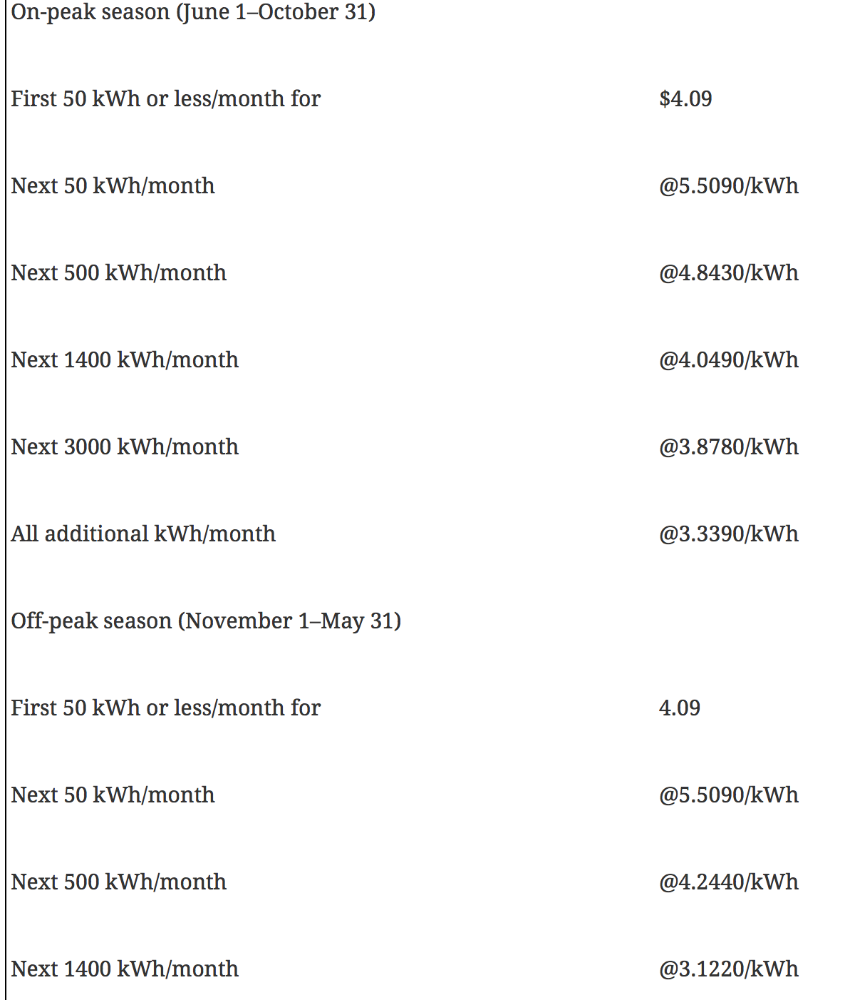 On-peak season (June 1–October 31)
First 50 kWh or less/month for $4.09
Next 50 kWh/month @5.5090/kWh
Next 500 kWh/month @4.8430/kWh
Next 1400 kWh/month @4.0490/kWh
Next 3000 kWh/month @3.8780/kWh
All additional kWh/month @3.3390/kWh
Off-peak season (November 1–May 31)
First 50 kWh or less/month for 4.09
Next 50 kWh/month @5.5090/kWh
Next 500 kWh/month @4.2440/kWh
Next 1400 kWh/month @3.1220/kWh